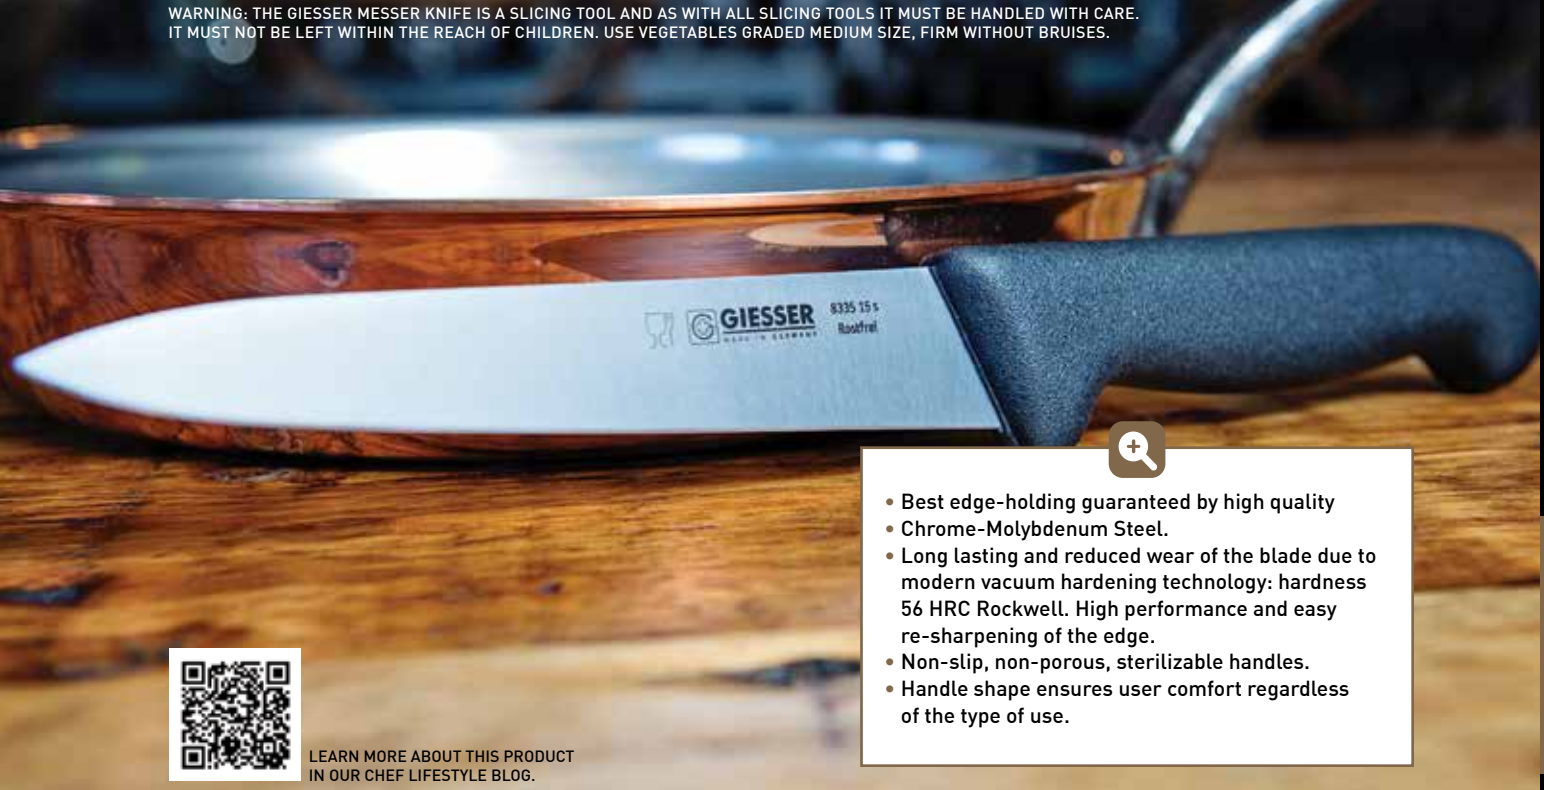 WARNING: THE GIESSER MESSER KNIFE IS A SLICING TOOL AND AS WITH ALL SLICING TOOLS IT MUST BE HANDLED WITH CARE.
IT MUST NOT BE LEFT WITHIN THE REACH OF CHILDREN. USE VEGETABLES GRADED MEDIUM SIZE, FIRM WITHOUT BRUISES.
GIESSER
MADE IN GERMANY
8335 15 s
Rostfrei
• Best edge-holding guaranteed by high quality
• Chrome-Molybdenum Steel.
• Long lasting and reduced wear of the blade due to
modern vacuum hardening technology: hardness
56 HRC Rockwell. High performance and easy
re-sharpening of the edge.
• Non-slip, non-porous, sterilizable handles.
• Handle shape ensures user comfort regardless
of the type of use.
LEARN MORE ABOUT THIS PRODUCT
IN OUR CHEF LIFESTYLE BLOG.